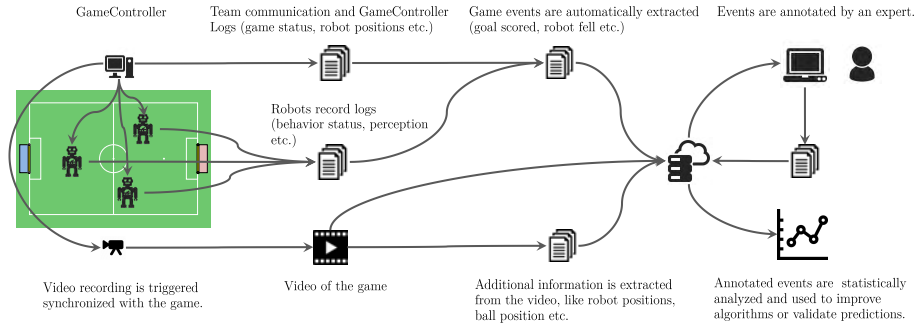 GameController
Team communication and GameController
Logs (game status, robot positions etc.)
Game events are automatically extracted
(goal scored, robot fell etc.)
Events are annotated by an expert.
Robots record logs
(behavior status, perception
etc.)
Video recording is triggered
synchronized with the game.
Video of the game
Additional information is extracted
from the video, like robot positions,
ball position etc.
Annotated events are statistically
analyzed and used to improve
algorithms or validate predictions.